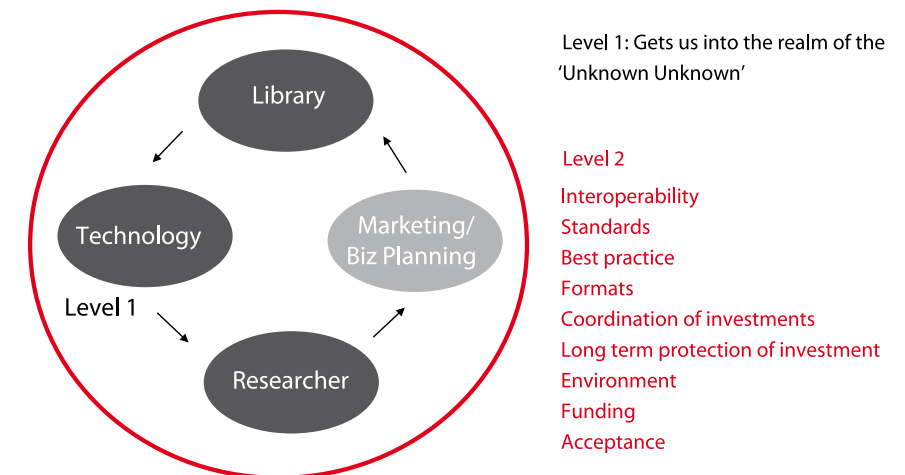 Library
Technology
Marketing/
Biz Planning
Level 1
Researcher
Level 1: Gets us into the realm of the
‘Unknown Unknown’
Level 2
Interoperability
Standards
Best practice
Formats
Coordination of investments
Long term protection of investment
Environment
Funding
Acceptance